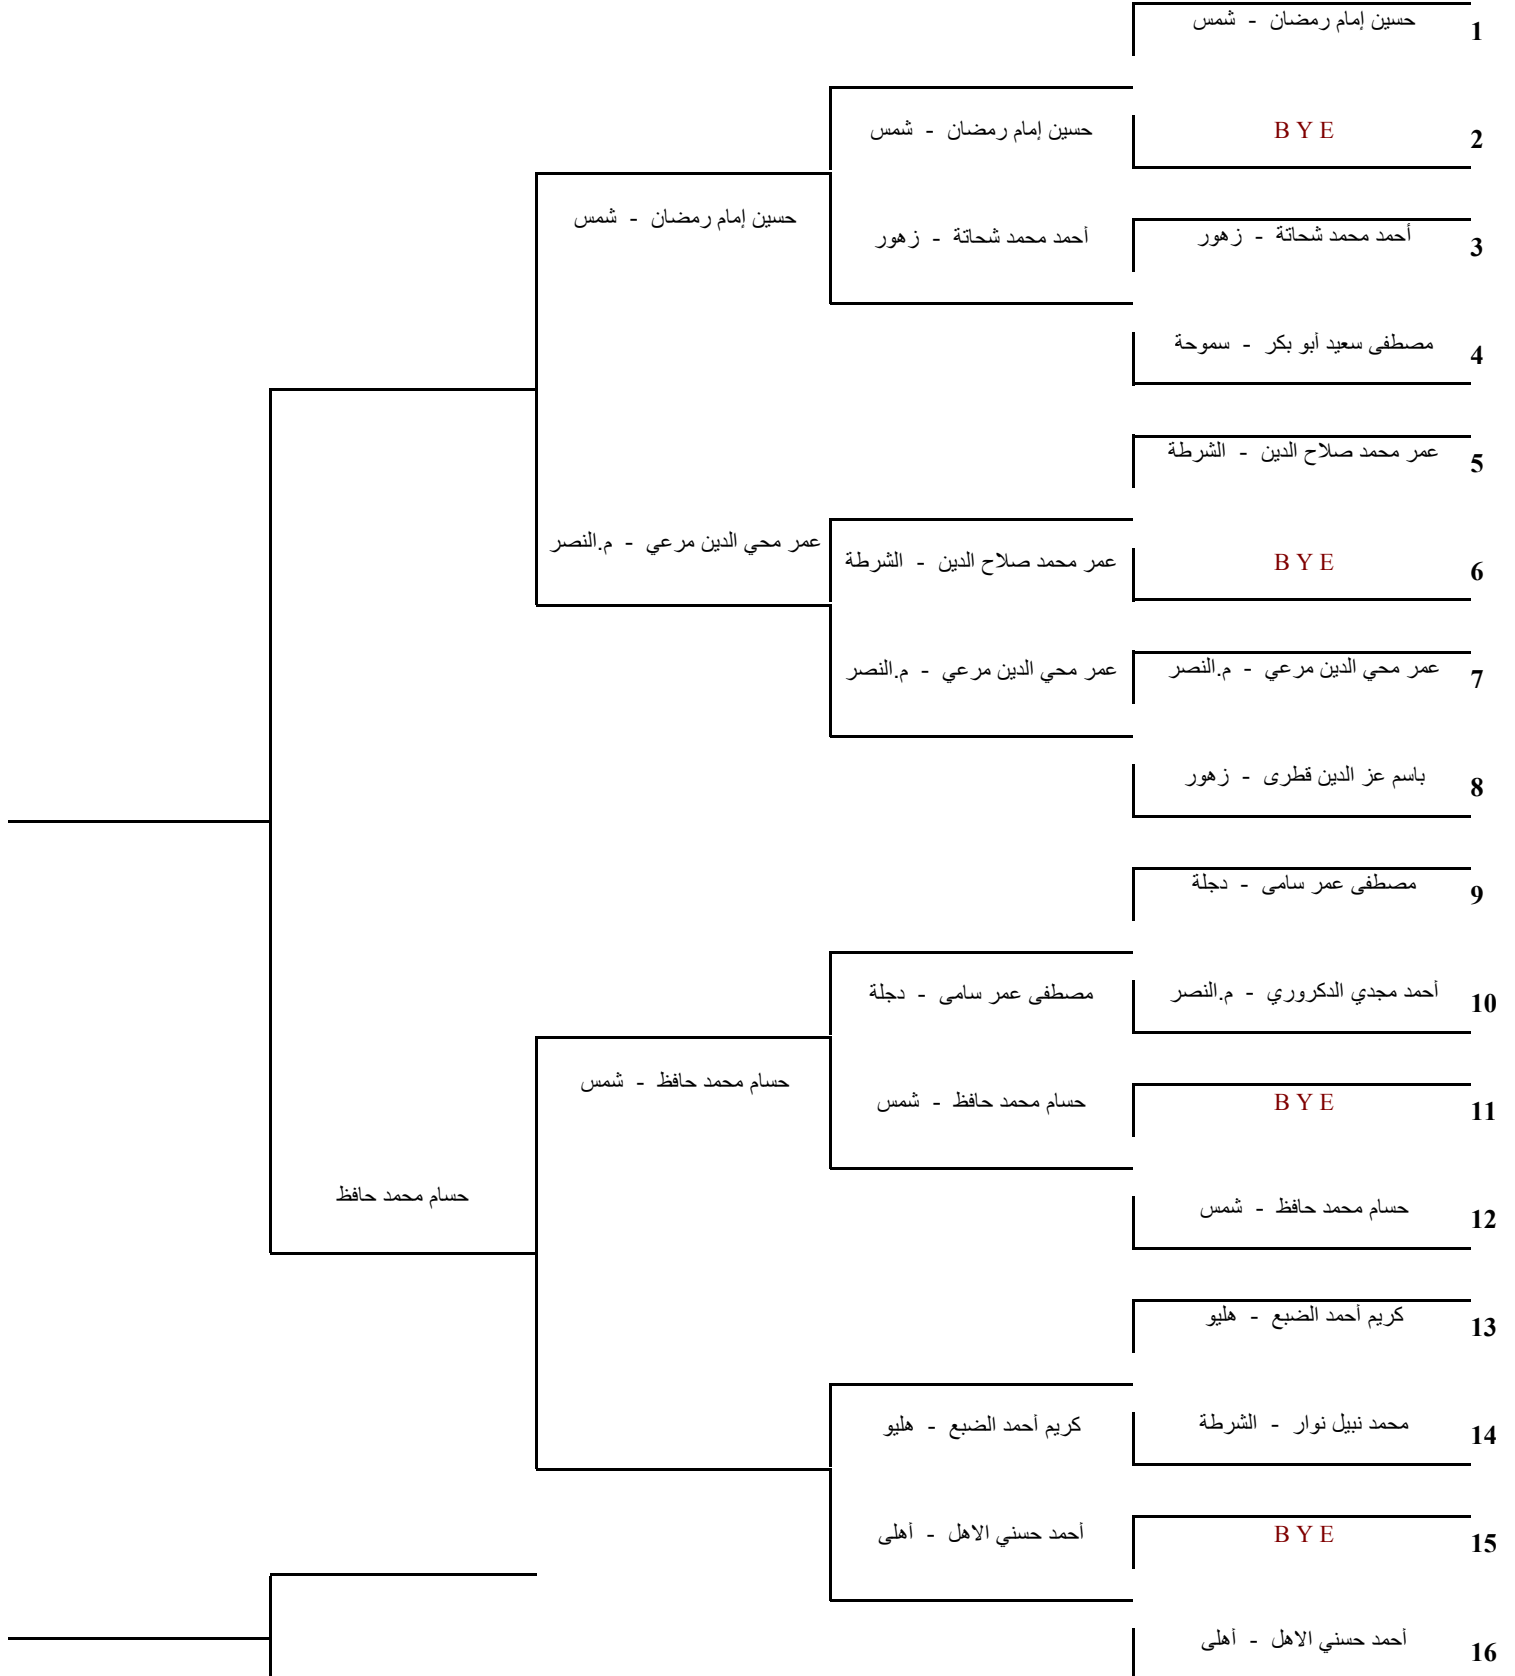 1 حسين إمام رمضان - شمس
2 B Y E
حسين إمام رمضان - شمس
حسين إمام رمضان - شمس
3 أحمد محمد شحاتة - زهور
أحمد محمد شحاتة - زهور
4 مصطفى سعيد أبو بكر - سموحة
5 عمر محمد صلاح الدين - الشرطة
عمر محي الدين مرعي - م.النصر
6 B Y E
عمر محمد صلاح الدين - الشرطة
7 عمر محي الدين مرعي - م.النصر
عمر محي الدين مرعي - م.النصر
8 باسم عز الدين قطرى - زهور
9 مصطفى عمر سامى - دجلة
10 أحمد مجدي الدكروري - م.النصر
مصطفى عمر سامى - دجلة
حسام محمد حافظ - شمس
11 B Y E
حسام محمد حافظ - شمس
حسام محمد حافظ
12 حسام محمد حافظ - شمس
13 كريم أحمد الضبع - هليو
14 محمد نبيل نوار - الشرطة
كريم أحمد الضبع - هليو
15 B Y E
أحمد حسني الاهل - أهلى
16 أحمد حسني الاهل - أهلى